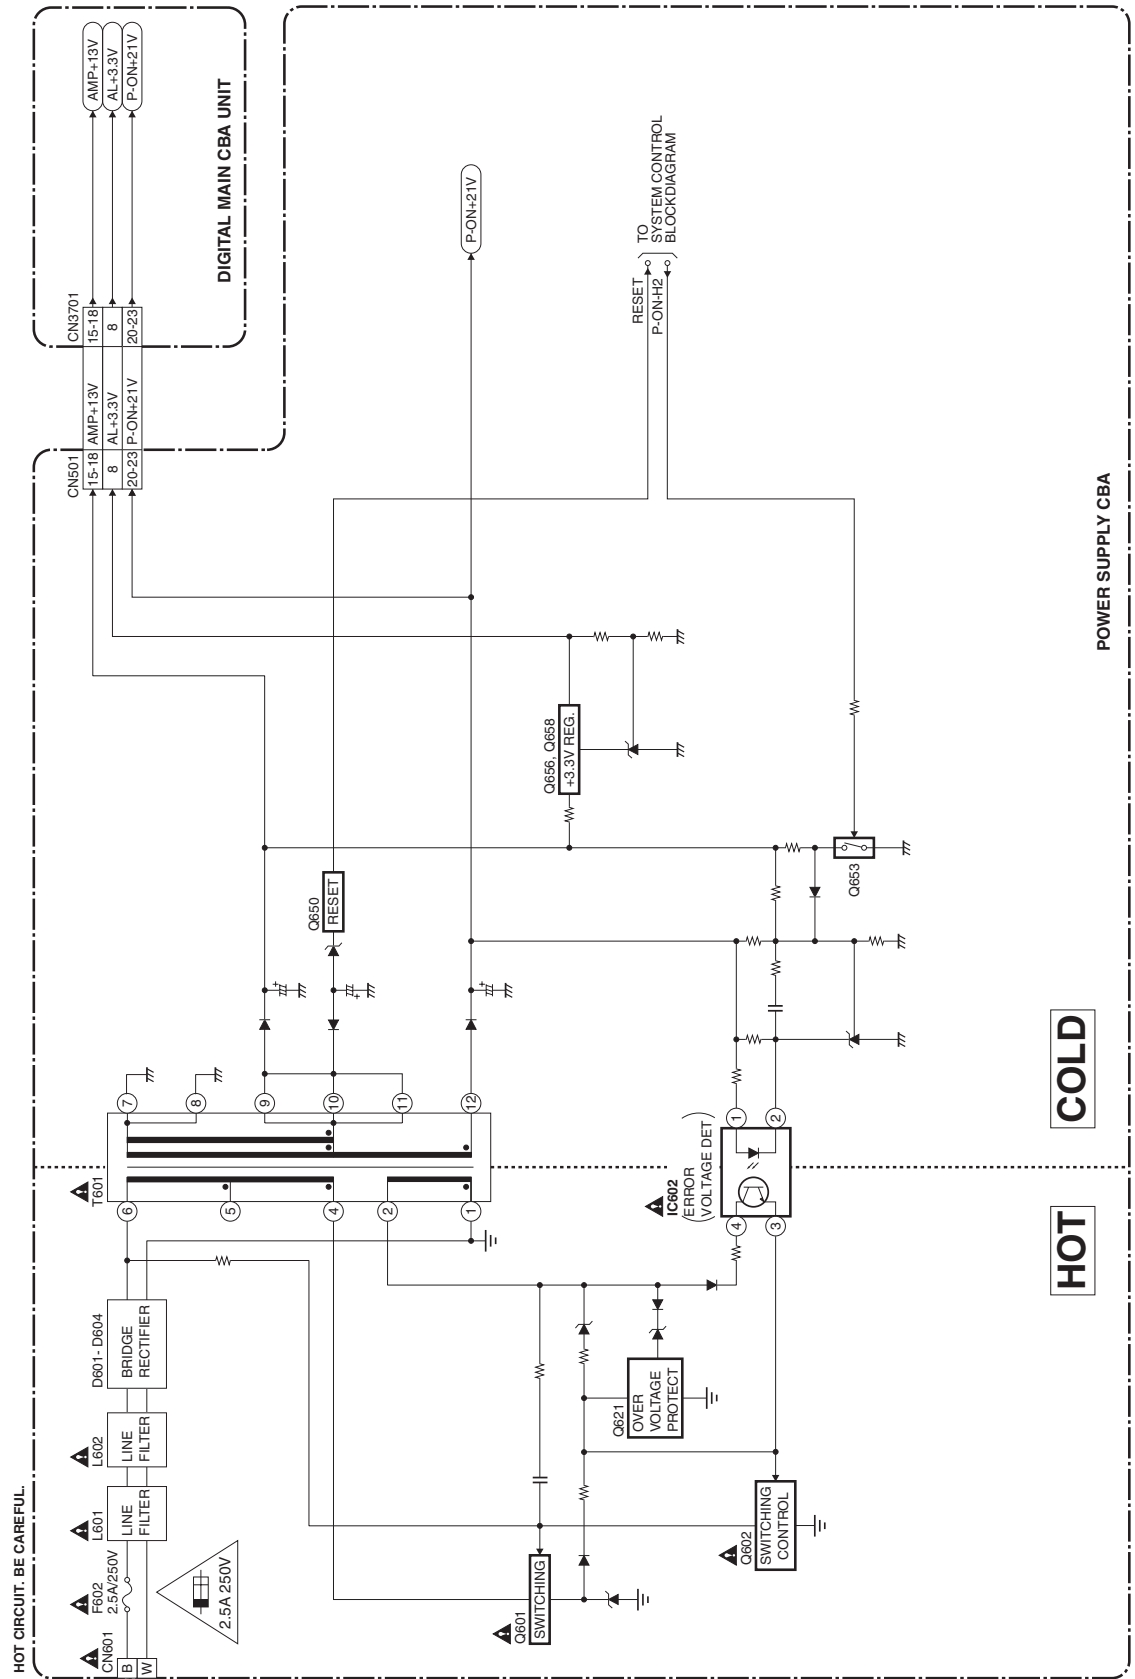 HOT CIRCUIT. BE CAREFUL.
CN601
B
W
F602
2.5A/250V
2.5A 250V
L601
LINE
FILTER
L602
LINE
FILTER
D601- D604
BRIDGE
RECTIFIER
T601
6
5
4
2
1
7
8
9
10
11
12
CN501
15-18
AMP+13V
8
AL+3.3V
20-23
P-ON+21V
CN3701
15-18
8
20-23
AMP+13V
AL+3.3V
P-ON+21V
DIGITAL MAIN CBA UNIT
Q650
RESET
P-ON+21V
Q601
SWITCHING
Q621
OVER
VOLTAGE
PROTECT
Q656, Q658
+3.3V REG.
RESET
P-ON-H2
TO
SYSTEM CONTROL
BLOCKDIAGRAM
Q602
SWITCHING
CONTROL
IC602
ERROR
VOLTAGE DET
4
3
1
2
Q653
HOT
COLD
POWER SUPPLY CBA